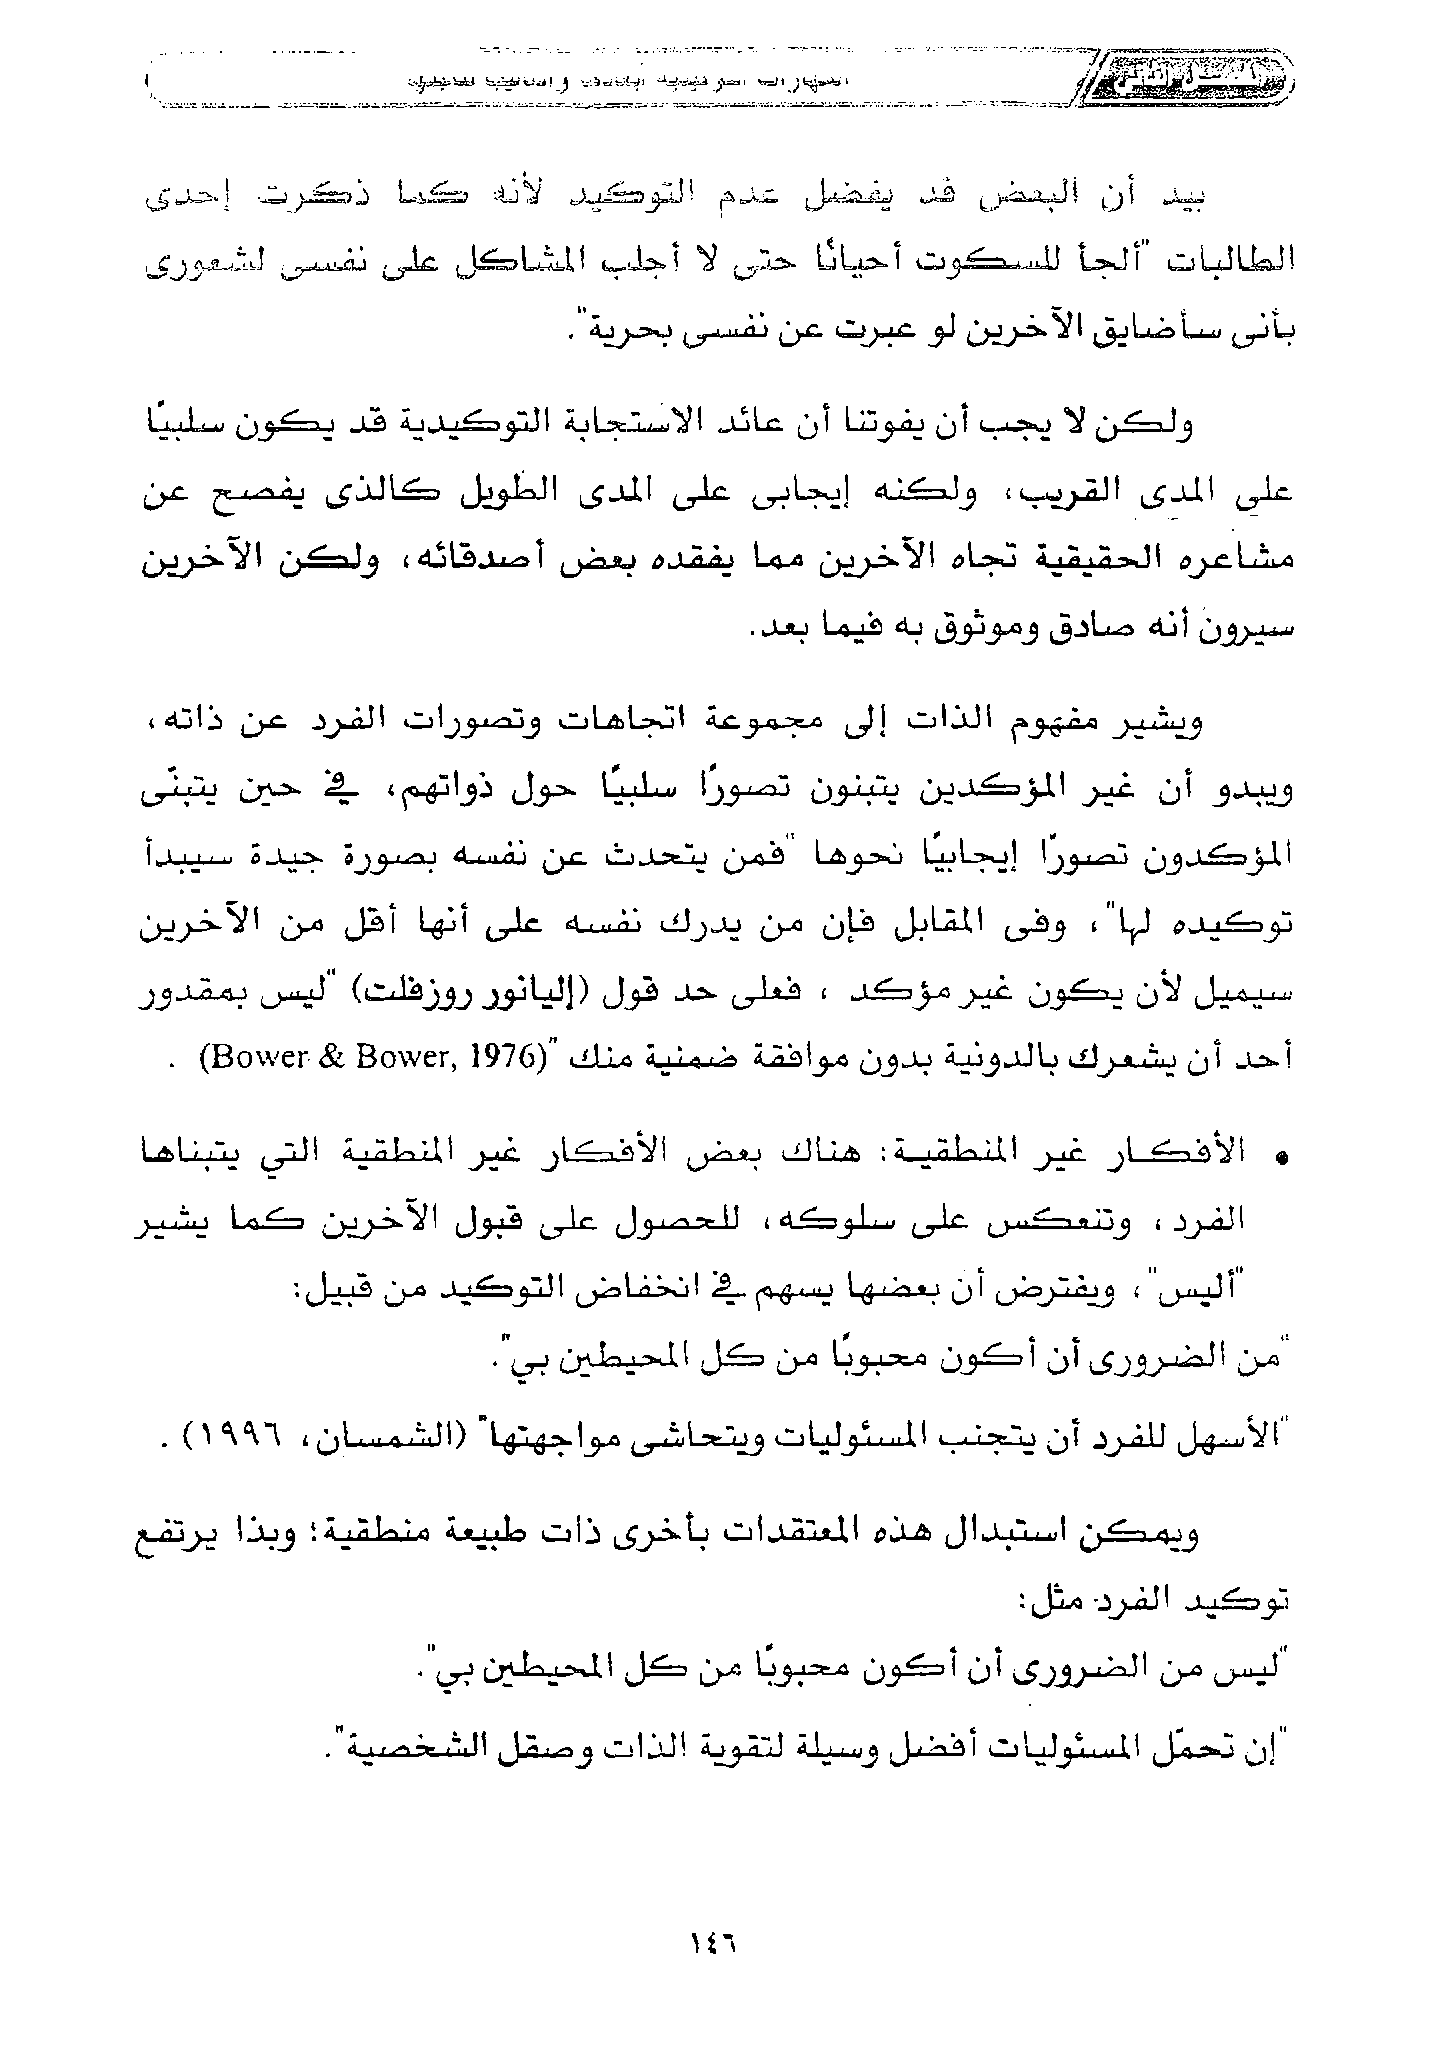 بيد أن البعض قد يفضل عدم التوكيد لأنه كما ذكرت إحدى
الطالبات "ألجأ للسكوت أحيانًا حتى لا أجلب المشاكل على نفسى لشعورى
بأنى سأضايق الآخرين لو عبرت عن نفسى بحرية".
ولكن لا يجب أن يفوتنا أن عائد الاستجابة التوكيدية قد يكون سلبيًا
على المدى القريب، ولكنه إيجابى على المدى الطويل كالذى يفصح عن
مشاعره الحقيقية تجاه الآخرين مما يفقده بعض أصدقائه، ولكن الآخرين
سيرون أنه صادق وموثوق به فيما بعد.
ويشير مفهوم الذات إلى مجموعة اتجاهات وتصورات الفرد عن ذاته،
ويبدو أن غير المؤكدين يتبنون تصورًا سلبيًا حول ذواتهم، في حين يتبنّى
المؤكدون تصورًا إيجابيًا نحوها "فمن يتحدث عن نفسه بصورة جيدة سيبدأ
توكيده لها"، وفى المقابل فإن من يدرك نفسه على أنها أقل من الآخرين
سيميل لأن يكون غير مؤكد ، فعلى حد قول (إليانور روزفلت) "ليس بمقدور
أحد أن يشعرك بالدونية بدون موافقة ضمنية منك "(Bower & Bower, 1976) .
• الأفكار غير المنطقية: هناك بعض الأفكار غير المنطقية التي يتبناها
الفرد ، وتنعكس على سلوكه، للحصول على قبول الآخرين كما يشير
"أليس"، ويفترض أن بعضها يسهم في انخفاض التوكيد من قبيل:
"من الضرورى أن أكون محبوبًا من كل المحيطين بي".
"الأسهل للفرد أن يتجنب المسئوليات ويتحاشى مواجهتها" (الشمسان، ١٩٩٦) .
ويمكن استبدال هذه المعتقدات بأخرى ذات طبيعة منطقية؛ وبذا يرتفع
توكيد الفرد مثل:
"ليس من الضرورى أن أكون محبوبًا من كل المحيطين بي".
"إن تحمّل المسئوليات أفضل وسيلة لتقوية الذات وصقل الشخصية".
١٤٦